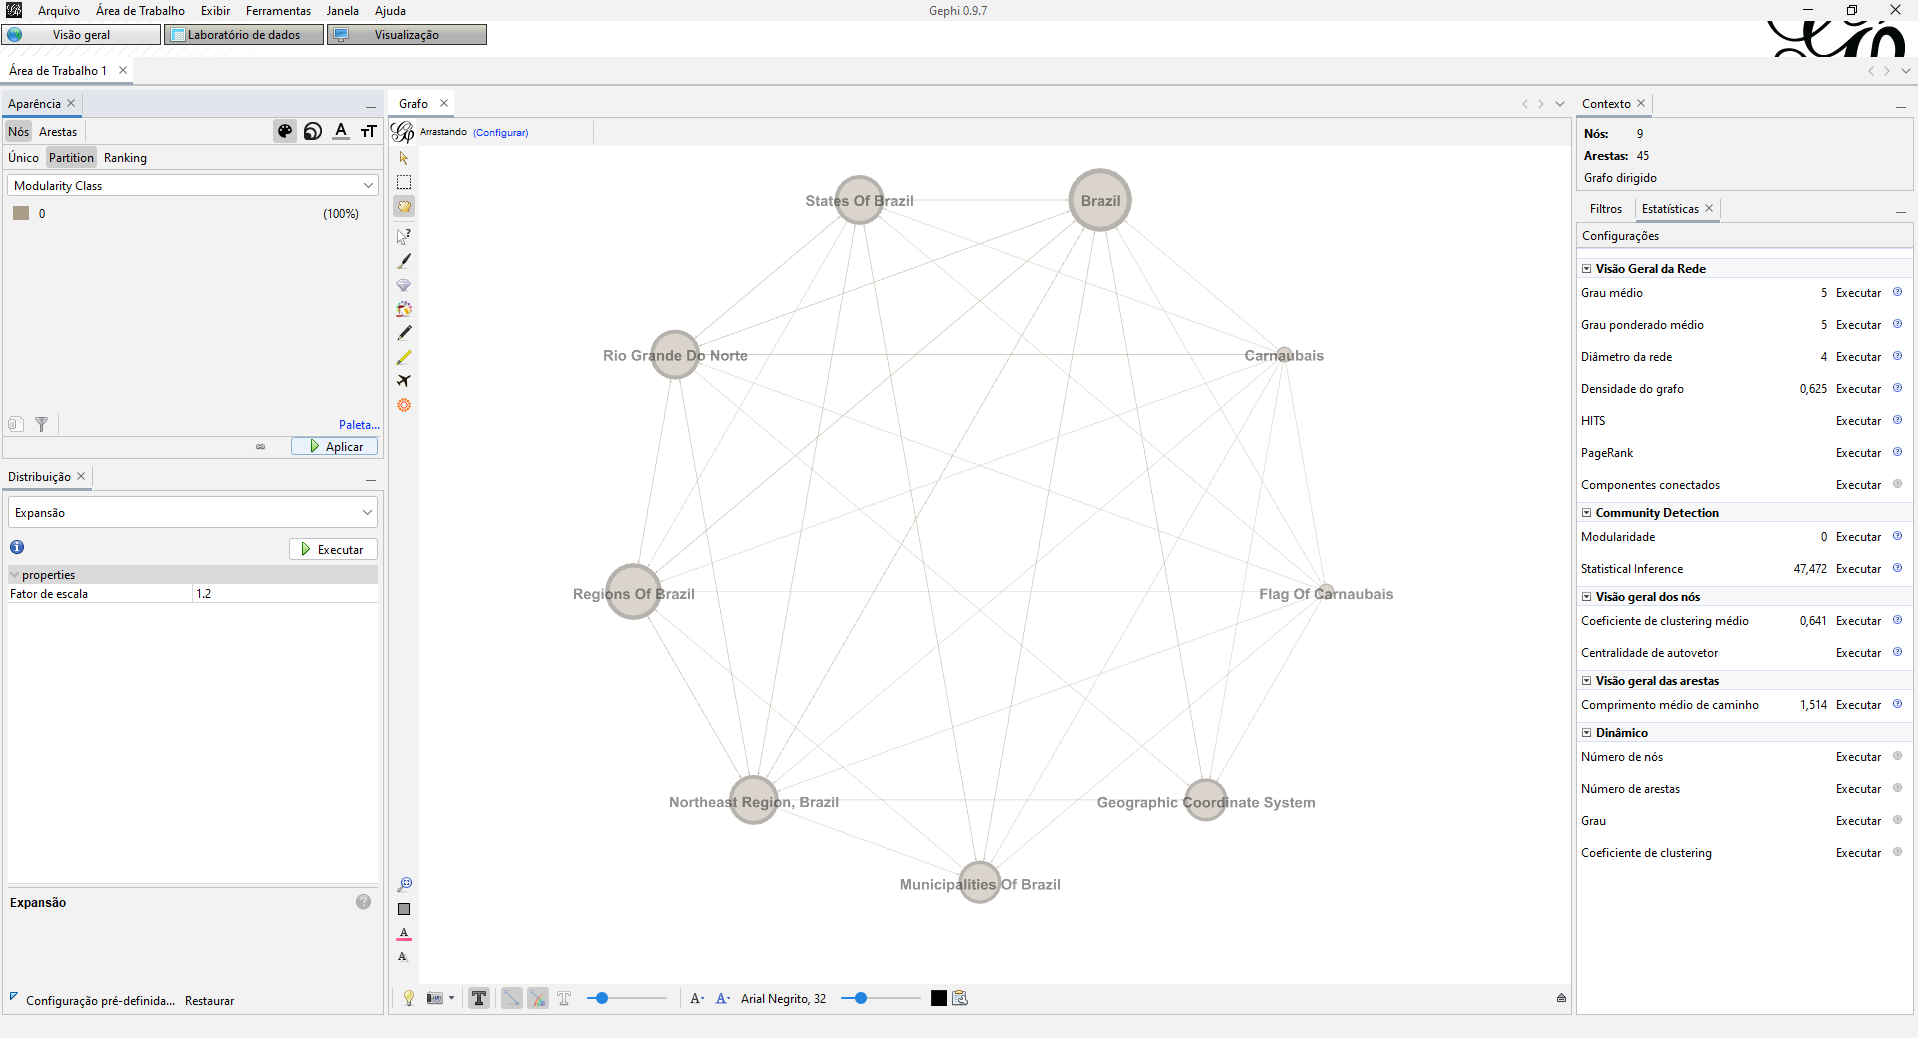 Arquivo Área de Trabalho Exibir Ferramentas Janela Ajuda
Gephi 0.9.7
Visão geral Laboratório de dados Visualização
Área de Trabalho 1
Aparência
Nós Arestas
Único Partition Ranking
Modularity Class
0 (100%)
Paleta...
Aplicar
Distribuição
Expansão
Executar
properties
Fator de escala 1.2
Expansão
Configuração pré-definida... Restaurar
Grafo
Arrastando (Configurar)
States Of Brazil
Brazil
Rio Grande Do Norte
Carnaubais
Regions Of Brazil
Flag Of Carnaubais
Northeast Region, Brazil
Geographic Coordinate System
Municipalities Of Brazil
Arial Negrito, 32
Contexto
Nós: 9
Arestas: 45
Grafo dirigido
Filtros Estatísticas
Configurações
Visão Geral da Rede
Grau médio 5 Executar
Grau ponderado médio 5 Executar
Diâmetro da rede 4 Executar
Densidade do grafo 0,625 Executar
HITS Executar
PageRank Executar
Componentes conectados Executar
Community Detection
Modularidade 0 Executar
Statistical Inference 47,472 Executar
Visão geral dos nós
Coeficiente de clustering médio 0,641 Executar
Centralidade de autovetor Executar
Visão geral das arestas
Comprimento médio de caminho 1,514 Executar
Dinâmico
Número de nós Executar
Número de arestas Executar
Grau Executar
Coeficiente de clustering Executar